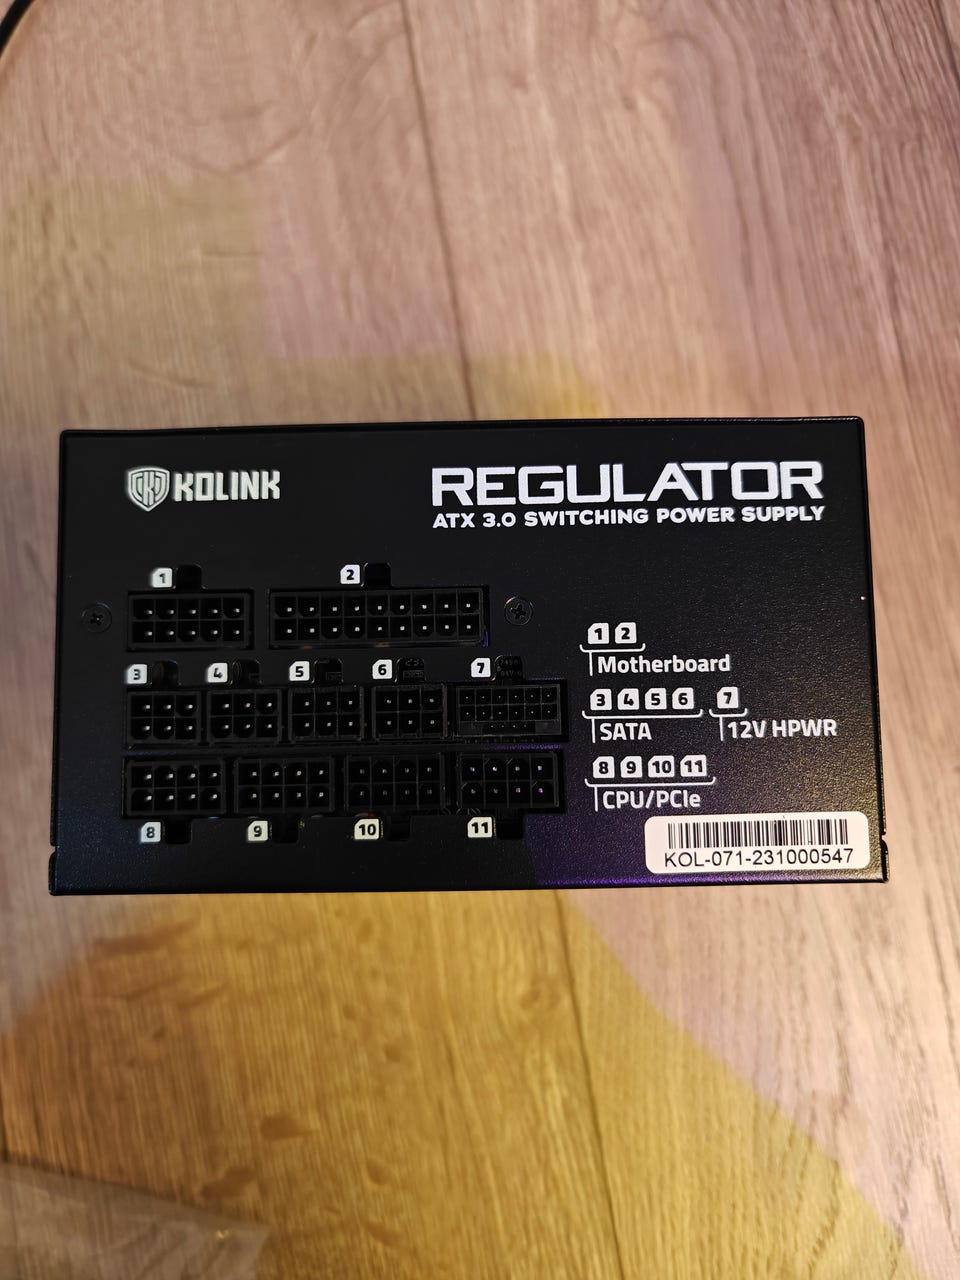 KOLINK
REGULATOR
ATX 3.0 SWITCHING POWER SUPPLY
1 2
3 4 5 6 7
8 9 10 11
1 2
Motherboard
3 4 5 6 7
SATA 12V HPWR
8 9 10 11
CPU/PCIe
KOL-071-231000547